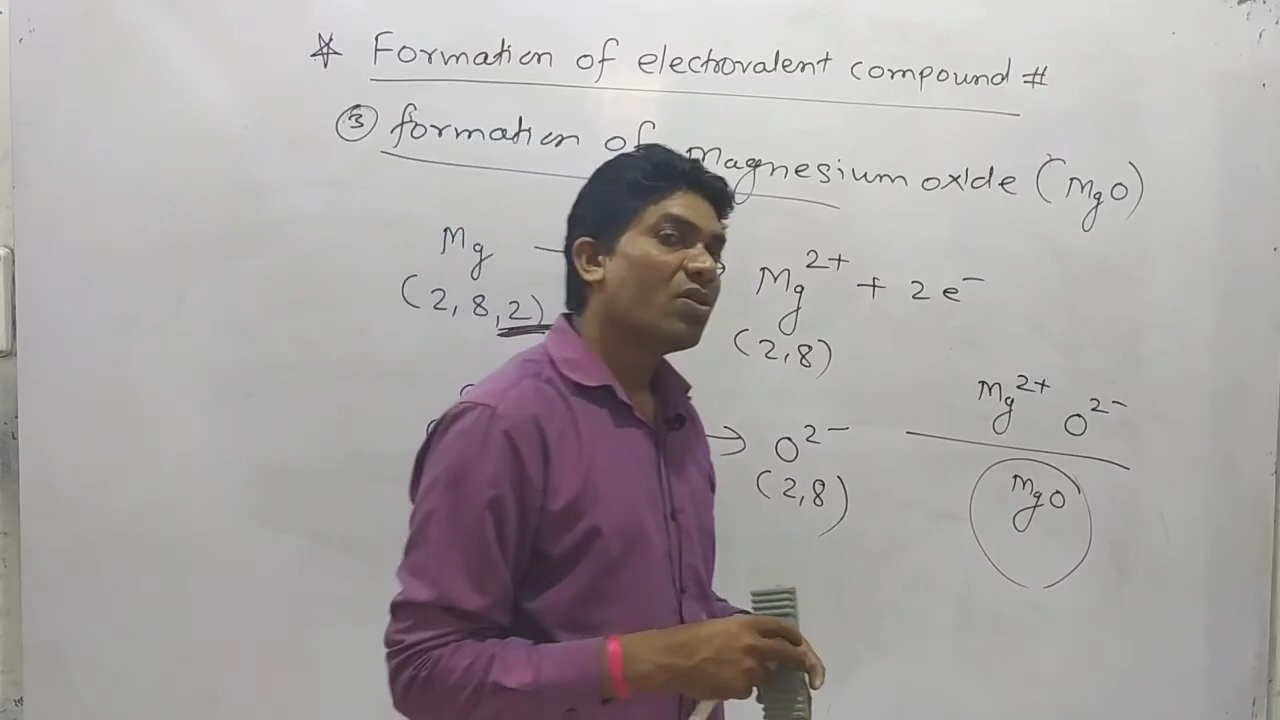 ☆ Formation of electrovalent compound #
③ formation of Magnesium oxide (MgO)
Mg Mg²⁺ + 2e⁻
(2,8,2) (2,8)
→ O²⁻
(2,8)
Mg²⁺ O²⁻
MgO